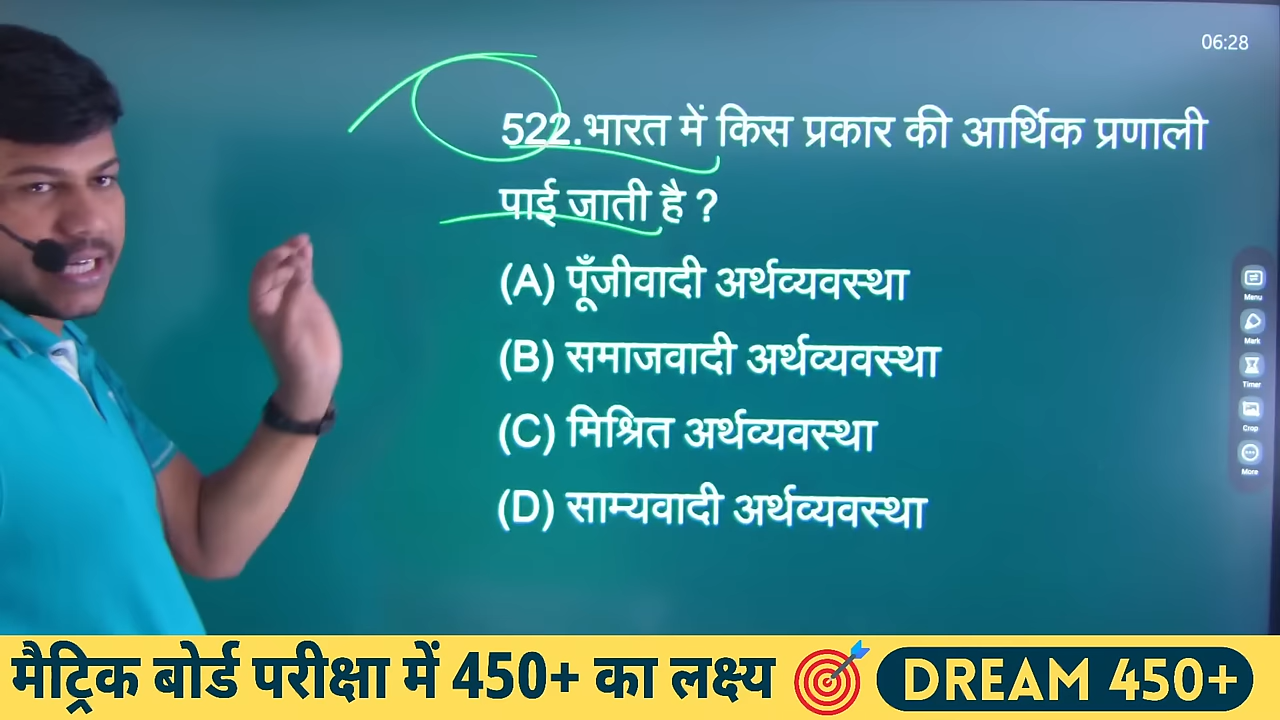 06:28
522.भारत में किस प्रकार की आर्थिक प्रणाली
पाई जाती है ?
(A) पूँजीवादी अर्थव्यवस्था
(B) समाजवादी अर्थव्यवस्था
(C) मिश्रित अर्थव्यवस्था
(D) साम्यवादी अर्थव्यवस्था
Menu
Mark
Timer
Crop
More
मैट्रिक बोर्ड परीक्षा में 450+ का लक्ष्य
DREAM 450+